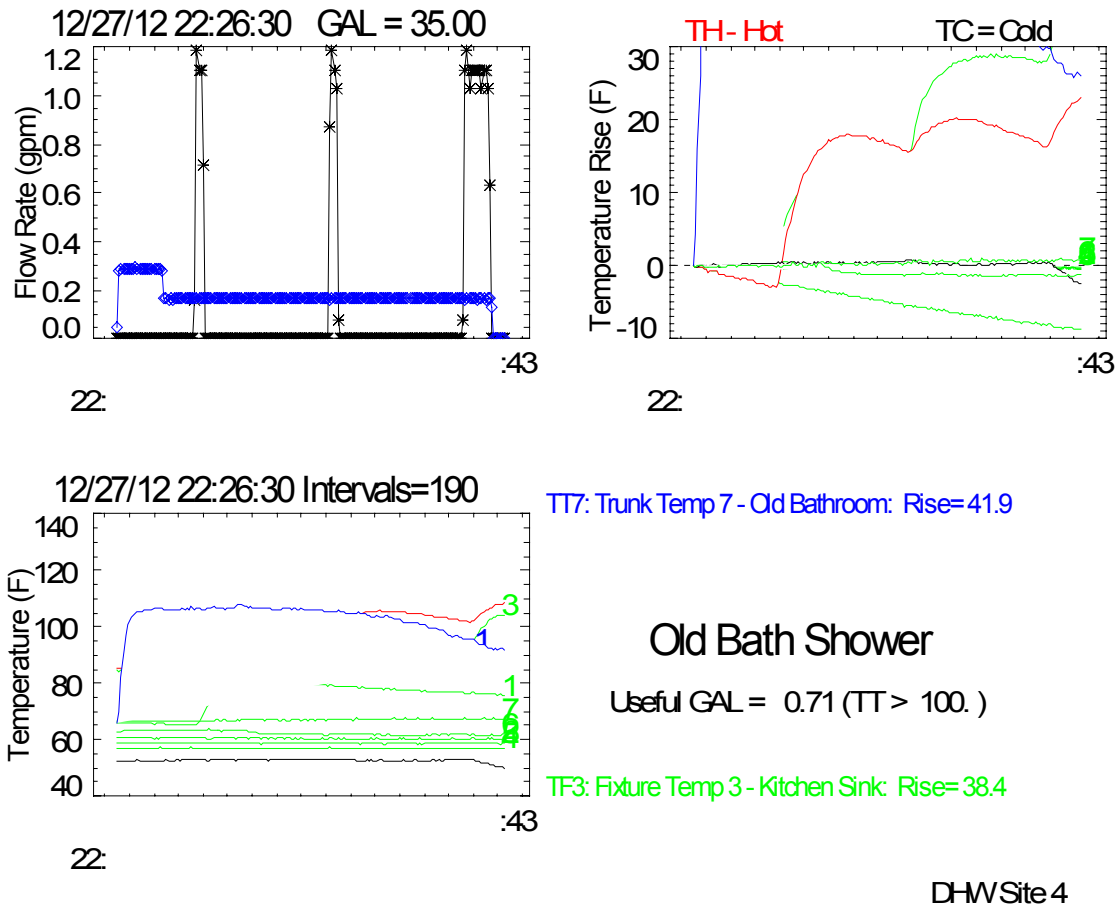 12/27/12 22:26:30 GAL = 35.00
1.2
1.0
0.8
0.6
0.4
0.2
0.0
Flow Rate (gpm)
:43
22:
TH - Hot TC = Cold
30
20
10
0
-10
Temperature Rise (F)
:43
22:
12/27/12 22:26:30 Intervals=190
140
120
100
80
60
40
Temperature (F)
3
1
1
7
6
4
:43
22:
TT7: Trunk Temp 7 - Old Bathroom: Rise= 41.9
Old Bath Shower
Useful GAL = 0.71 (TT > 100. )
TF3: Fixture Temp 3 - Kitchen Sink: Rise= 38.4
DHW Site 4